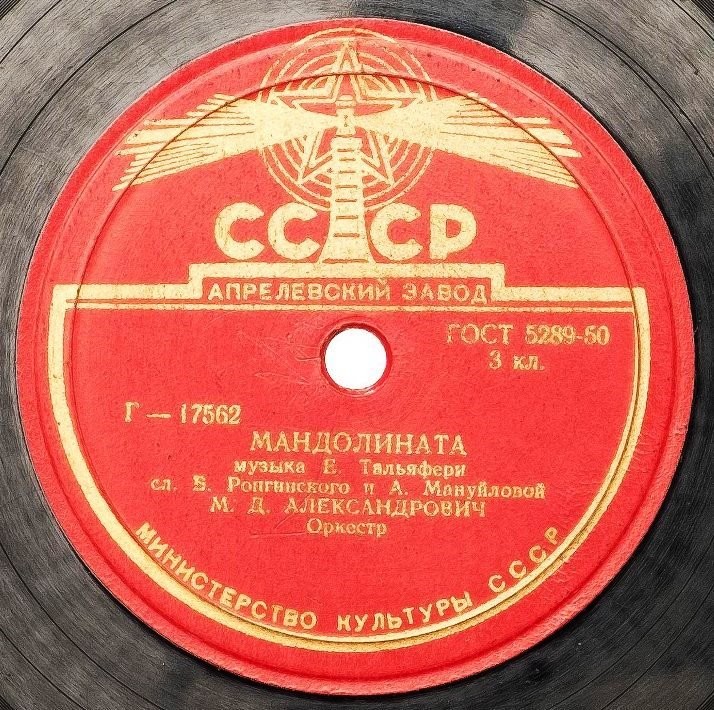 СССР
АПРЕЛЕВСКИЙ ЗАВОД
ГОСТ 5289-50
3 кл.
Г — 17562
МАНДОЛИНАТА
музыка Е. Тальяфери
сл. Б. Ронгинского и А. Мануйловой
М. Д. АЛЕКСАНДРОВИЧ
Оркестр
МИНИСТЕРСТВО КУЛЬТУРЫ СССР